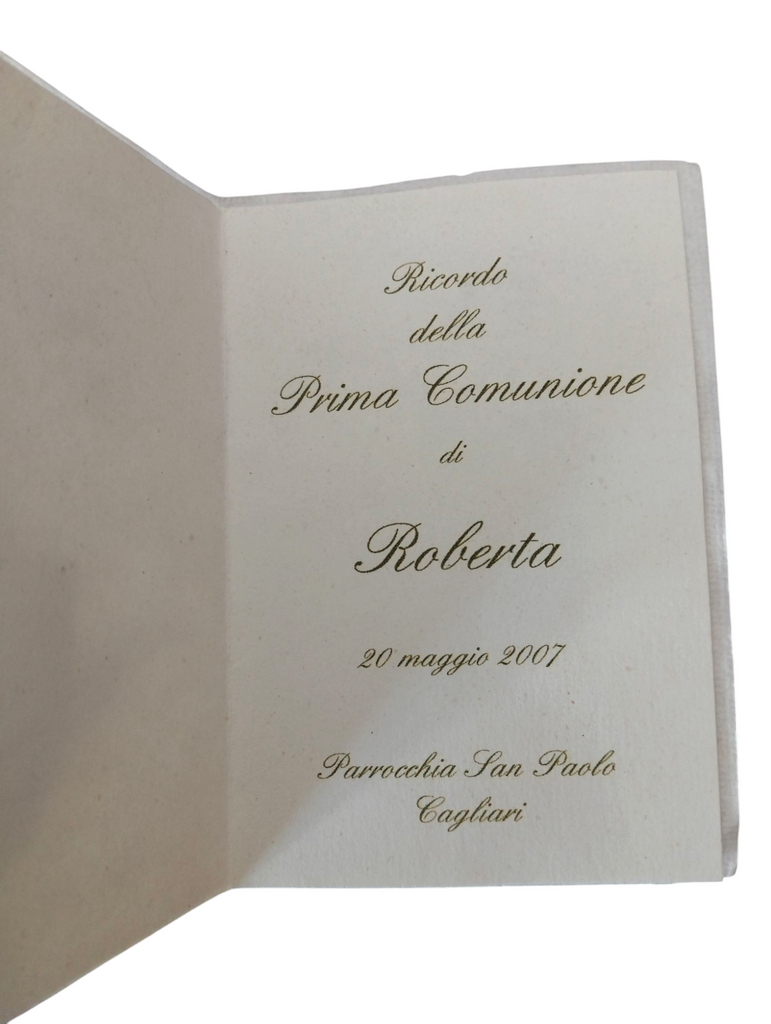 Ricordo
della
Prima Comunione
di
Roberta
20 maggio 2007
Parrocchia San Paolo
Cagliari